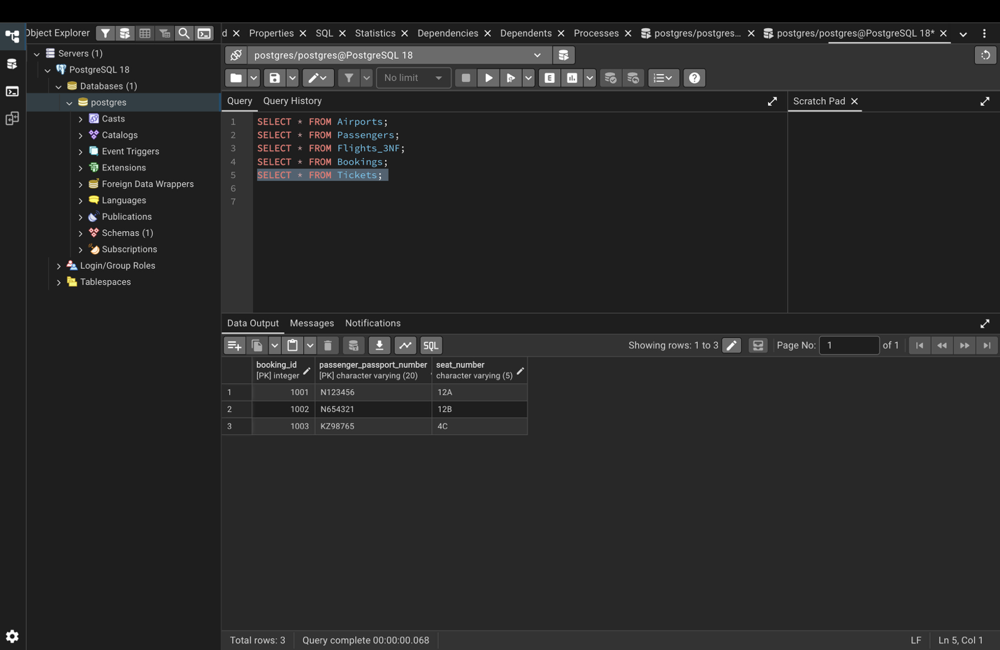 Object Explorer
d
Properties
SQL
Statistics
Dependencies
Dependents
Processes
postgres/postgres...
postgres/postgres@PostgreSQL 18*
Servers (1)
PostgreSQL 18
Databases (1)
postgres
Casts
Catalogs
Event Triggers
Extensions
Foreign Data Wrappers
Languages
Publications
Schemas (1)
Subscriptions
Login/Group Roles
Tablespaces
postgres/postgres@PostgreSQL 18
No limit
E
Query
Query History
Scratch Pad
1 SELECT * FROM Airports;
2 SELECT * FROM Passengers;
3 SELECT * FROM Flights_3NF;
4 SELECT * FROM Bookings;
5 SELECT * FROM Tickets;
6
7
Data Output
Messages
Notifications
SQL
Showing rows: 1 to 3
Page No: 1 of 1
booking_id passenger_passport_number seat_number
[PK] integer [PK] character varying (20) character varying (5)
1 1001 N123456 12A
2 1002 N654321 12B
3 1003 KZ98765 4C
Total rows: 3
Query complete 00:00:00.068
LF
Ln 5, Col 1